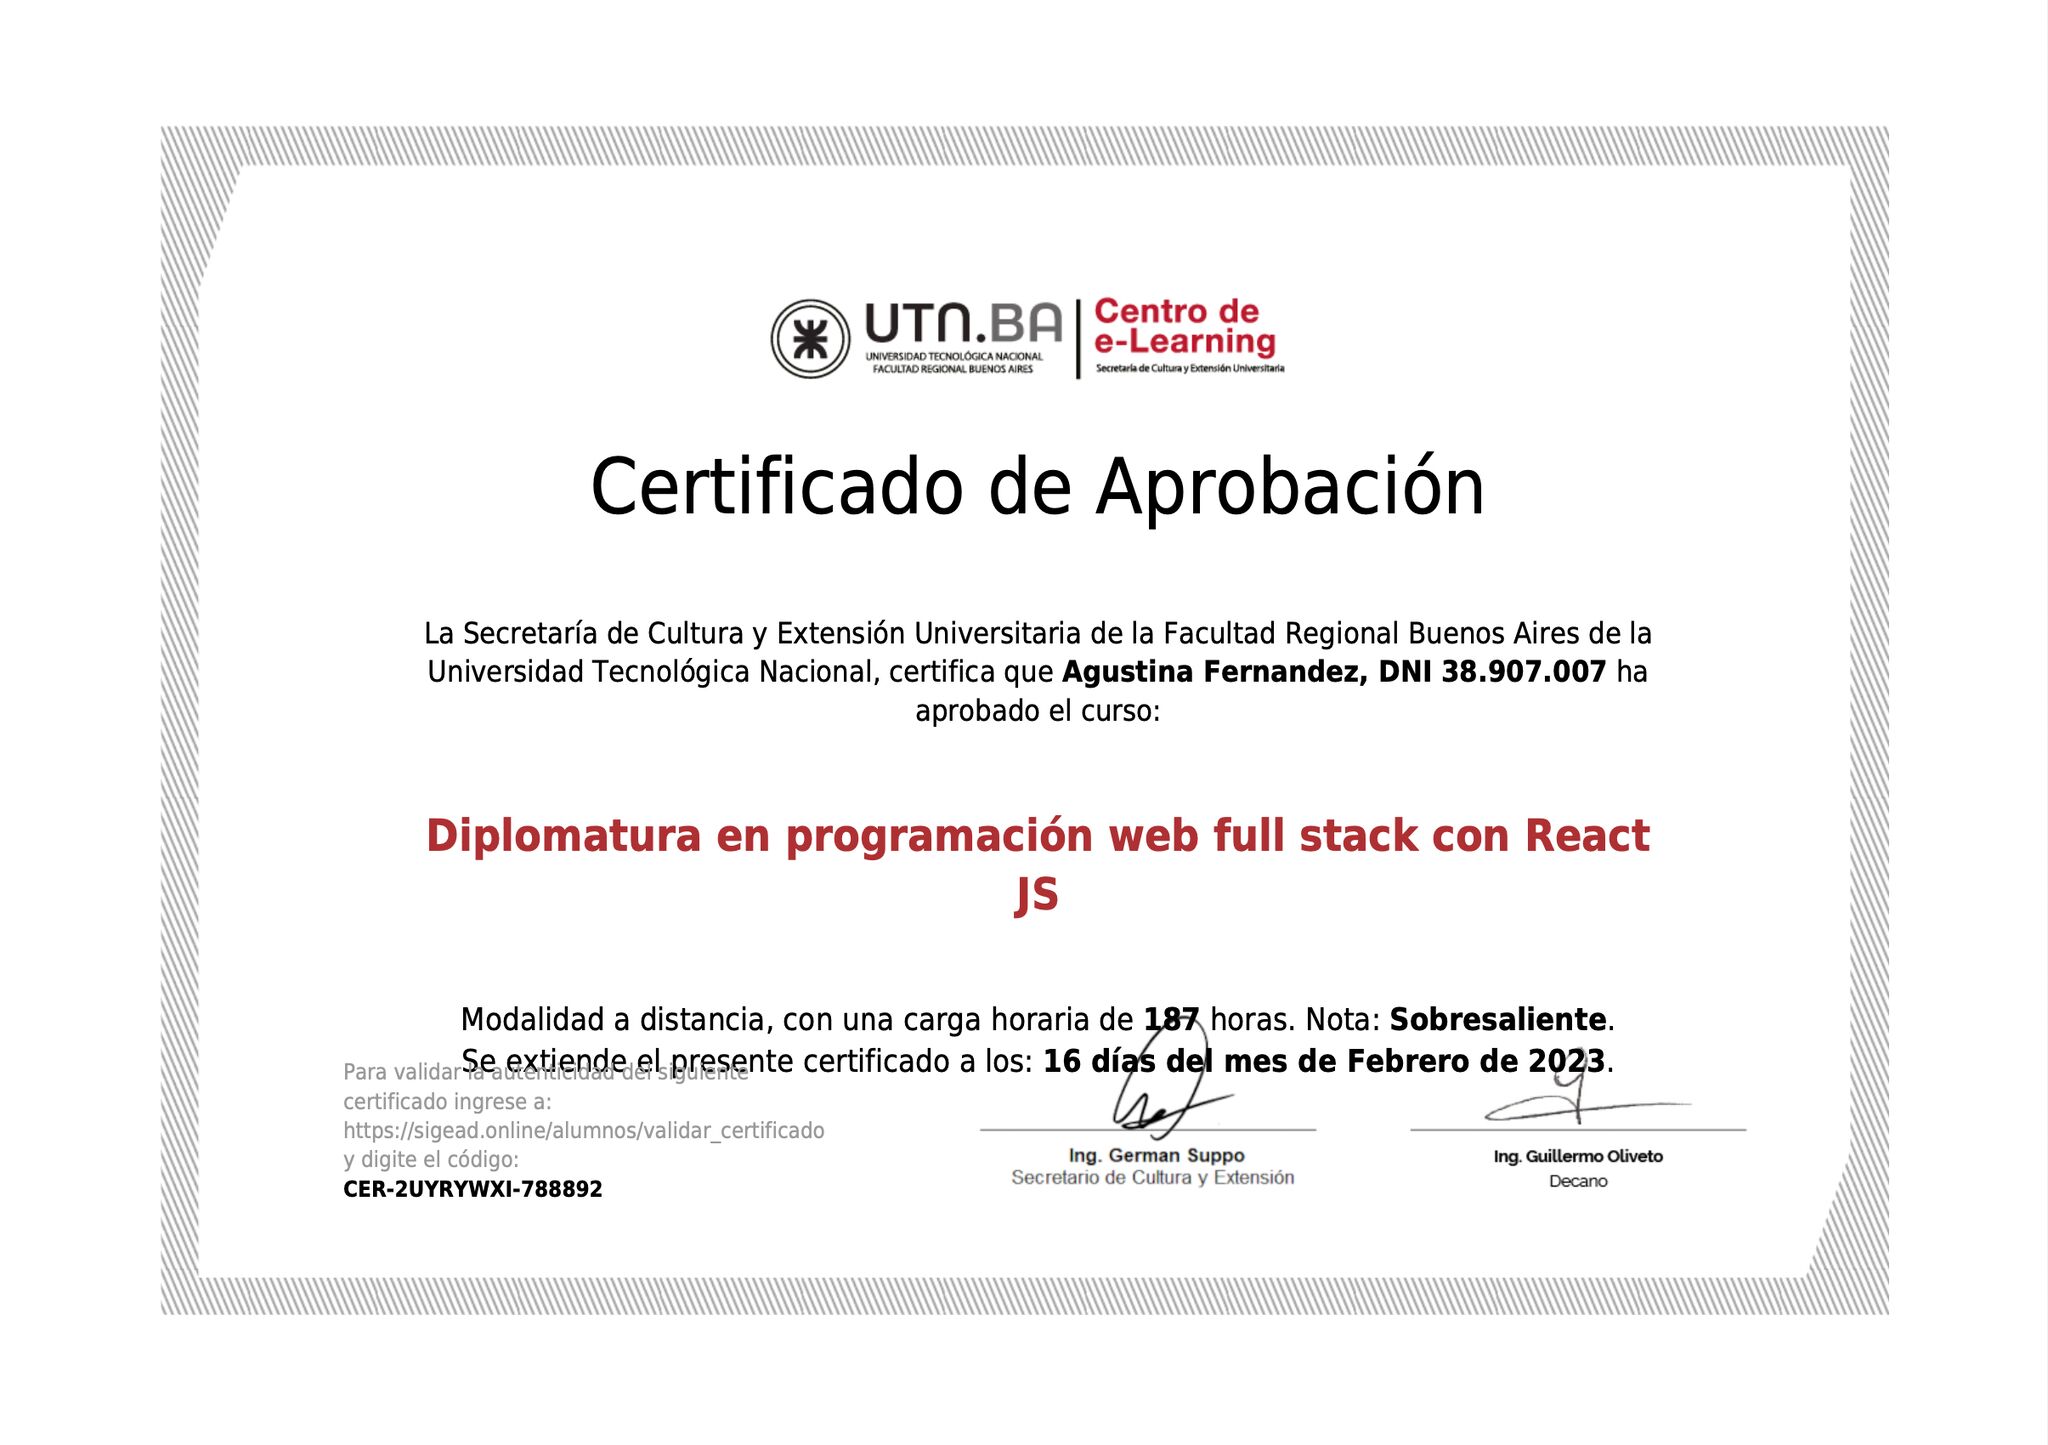 UTN.BA
UNIVERSIDAD TECNOLÓGICA NACIONAL
FACULTAD REGIONAL BUENOS AIRES
Centro de
e-Learning
Secretaría de Cultura y Extensión Universitaria
Certificado de Aprobación
La Secretaría de Cultura y Extensión Universitaria de la Facultad Regional Buenos Aires de la
Universidad Tecnológica Nacional, certifica que Agustina Fernandez, DNI 38.907.007 ha
aprobado el curso:
Diplomatura en programación web full stack con React
JS
Modalidad a distancia, con una carga horaria de 187 horas. Nota: Sobresaliente.
Se extiende el presente certificado a los: 16 días del mes de Febrero de 2023.
Para validar la autenticidad del siguiente
certificado ingrese a:
https://sigead.online/alumnos/validar_certificado
y digite el código:
CER-2UYRYWXI-788892
Ing. German Suppo
Secretario de Cultura y Extensión
Ing. Guillermo Oliveto
Decano